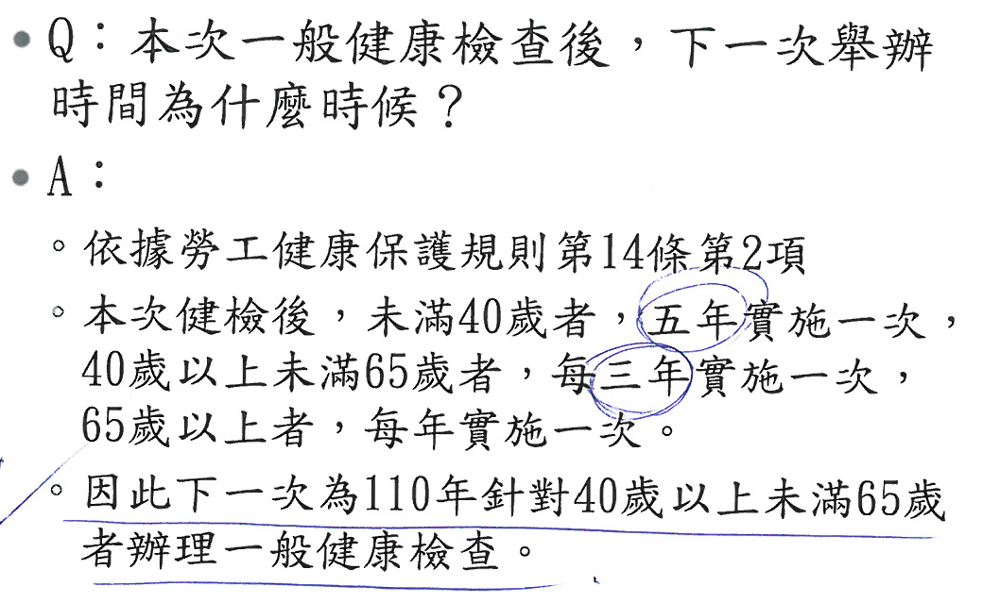 • Q：本次一般健康檢查後，下一次舉辦
時間為什麼時候？
• A：
◦ 依據勞工健康保護規則第14條第2項
◦ 本次健檢後，未滿40歲者，五年實施一次，
40歲以上未滿65歲者，每三年實施一次，
65歲以上者，每年實施一次。
◦ 因此下一次為110年針對40歲以上未滿65歲
者辦理一般健康檢查。